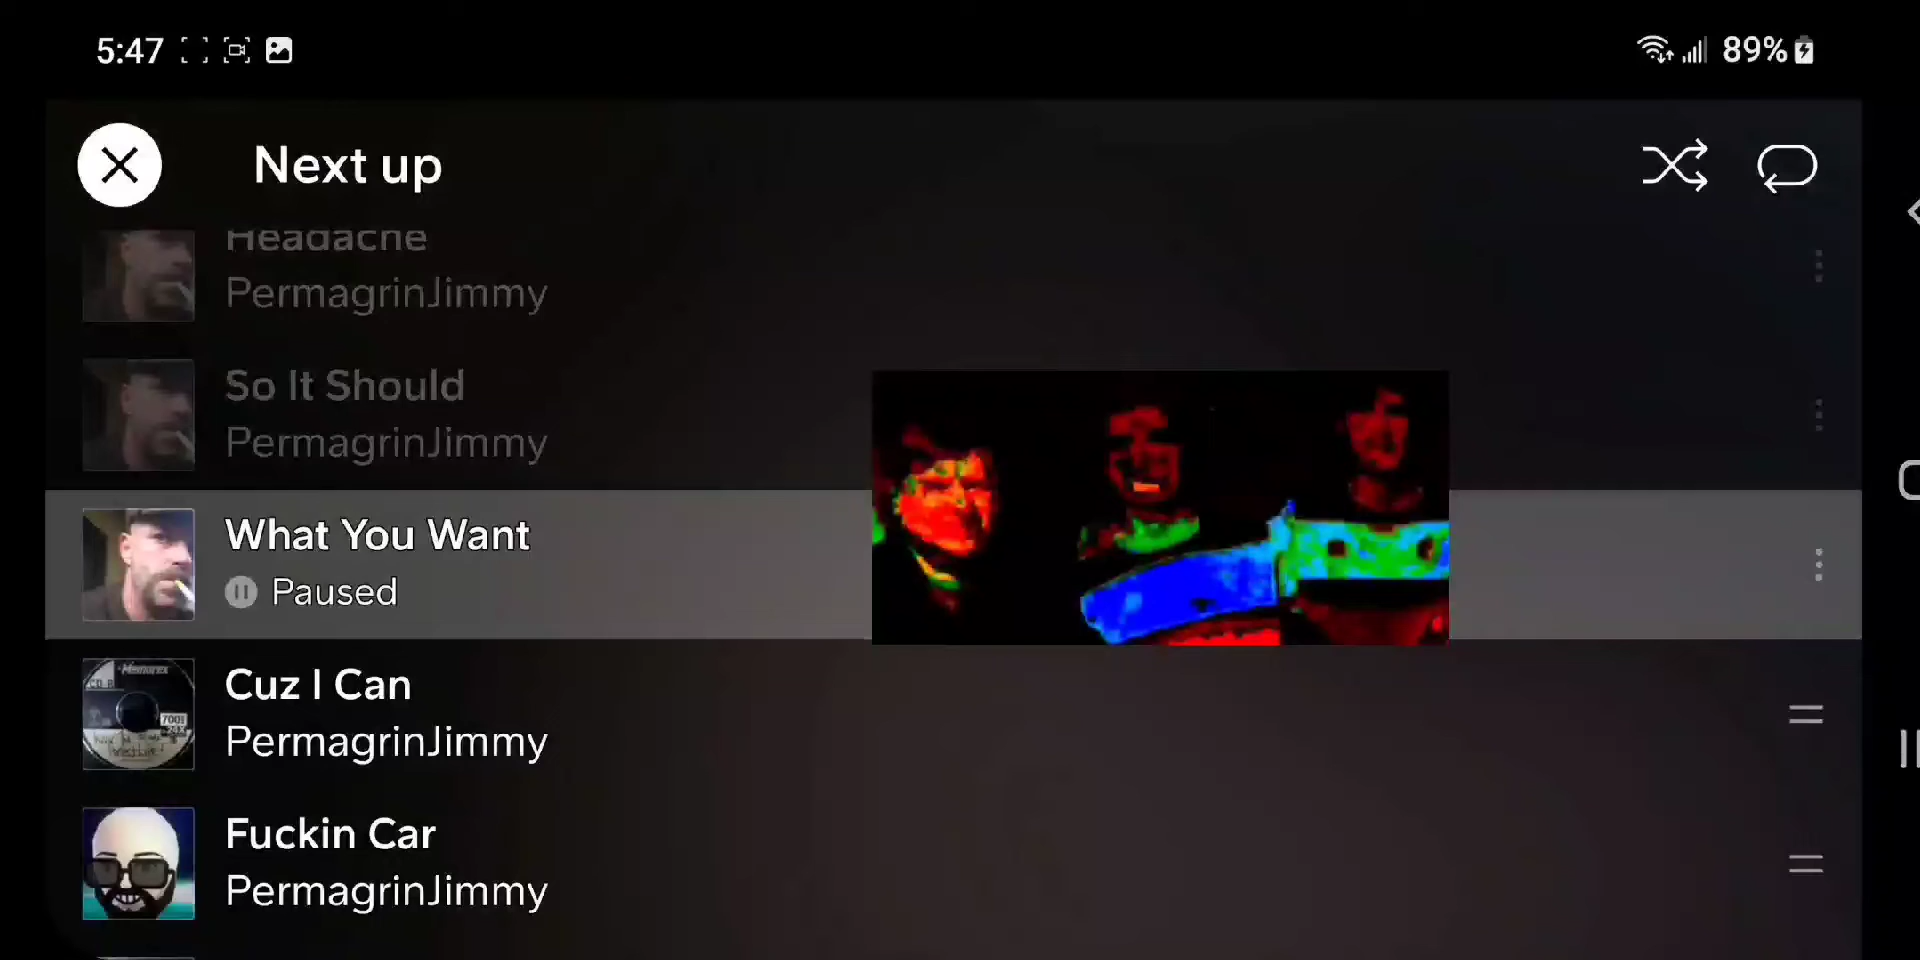 5:47
89%
Next up
Headache
PermagrinJimmy
So It Should
PermagrinJimmy
What You Want
Paused
Memorex
Cuz I Can
PermagrinJimmy
Fuckin Car
PermagrinJimmy